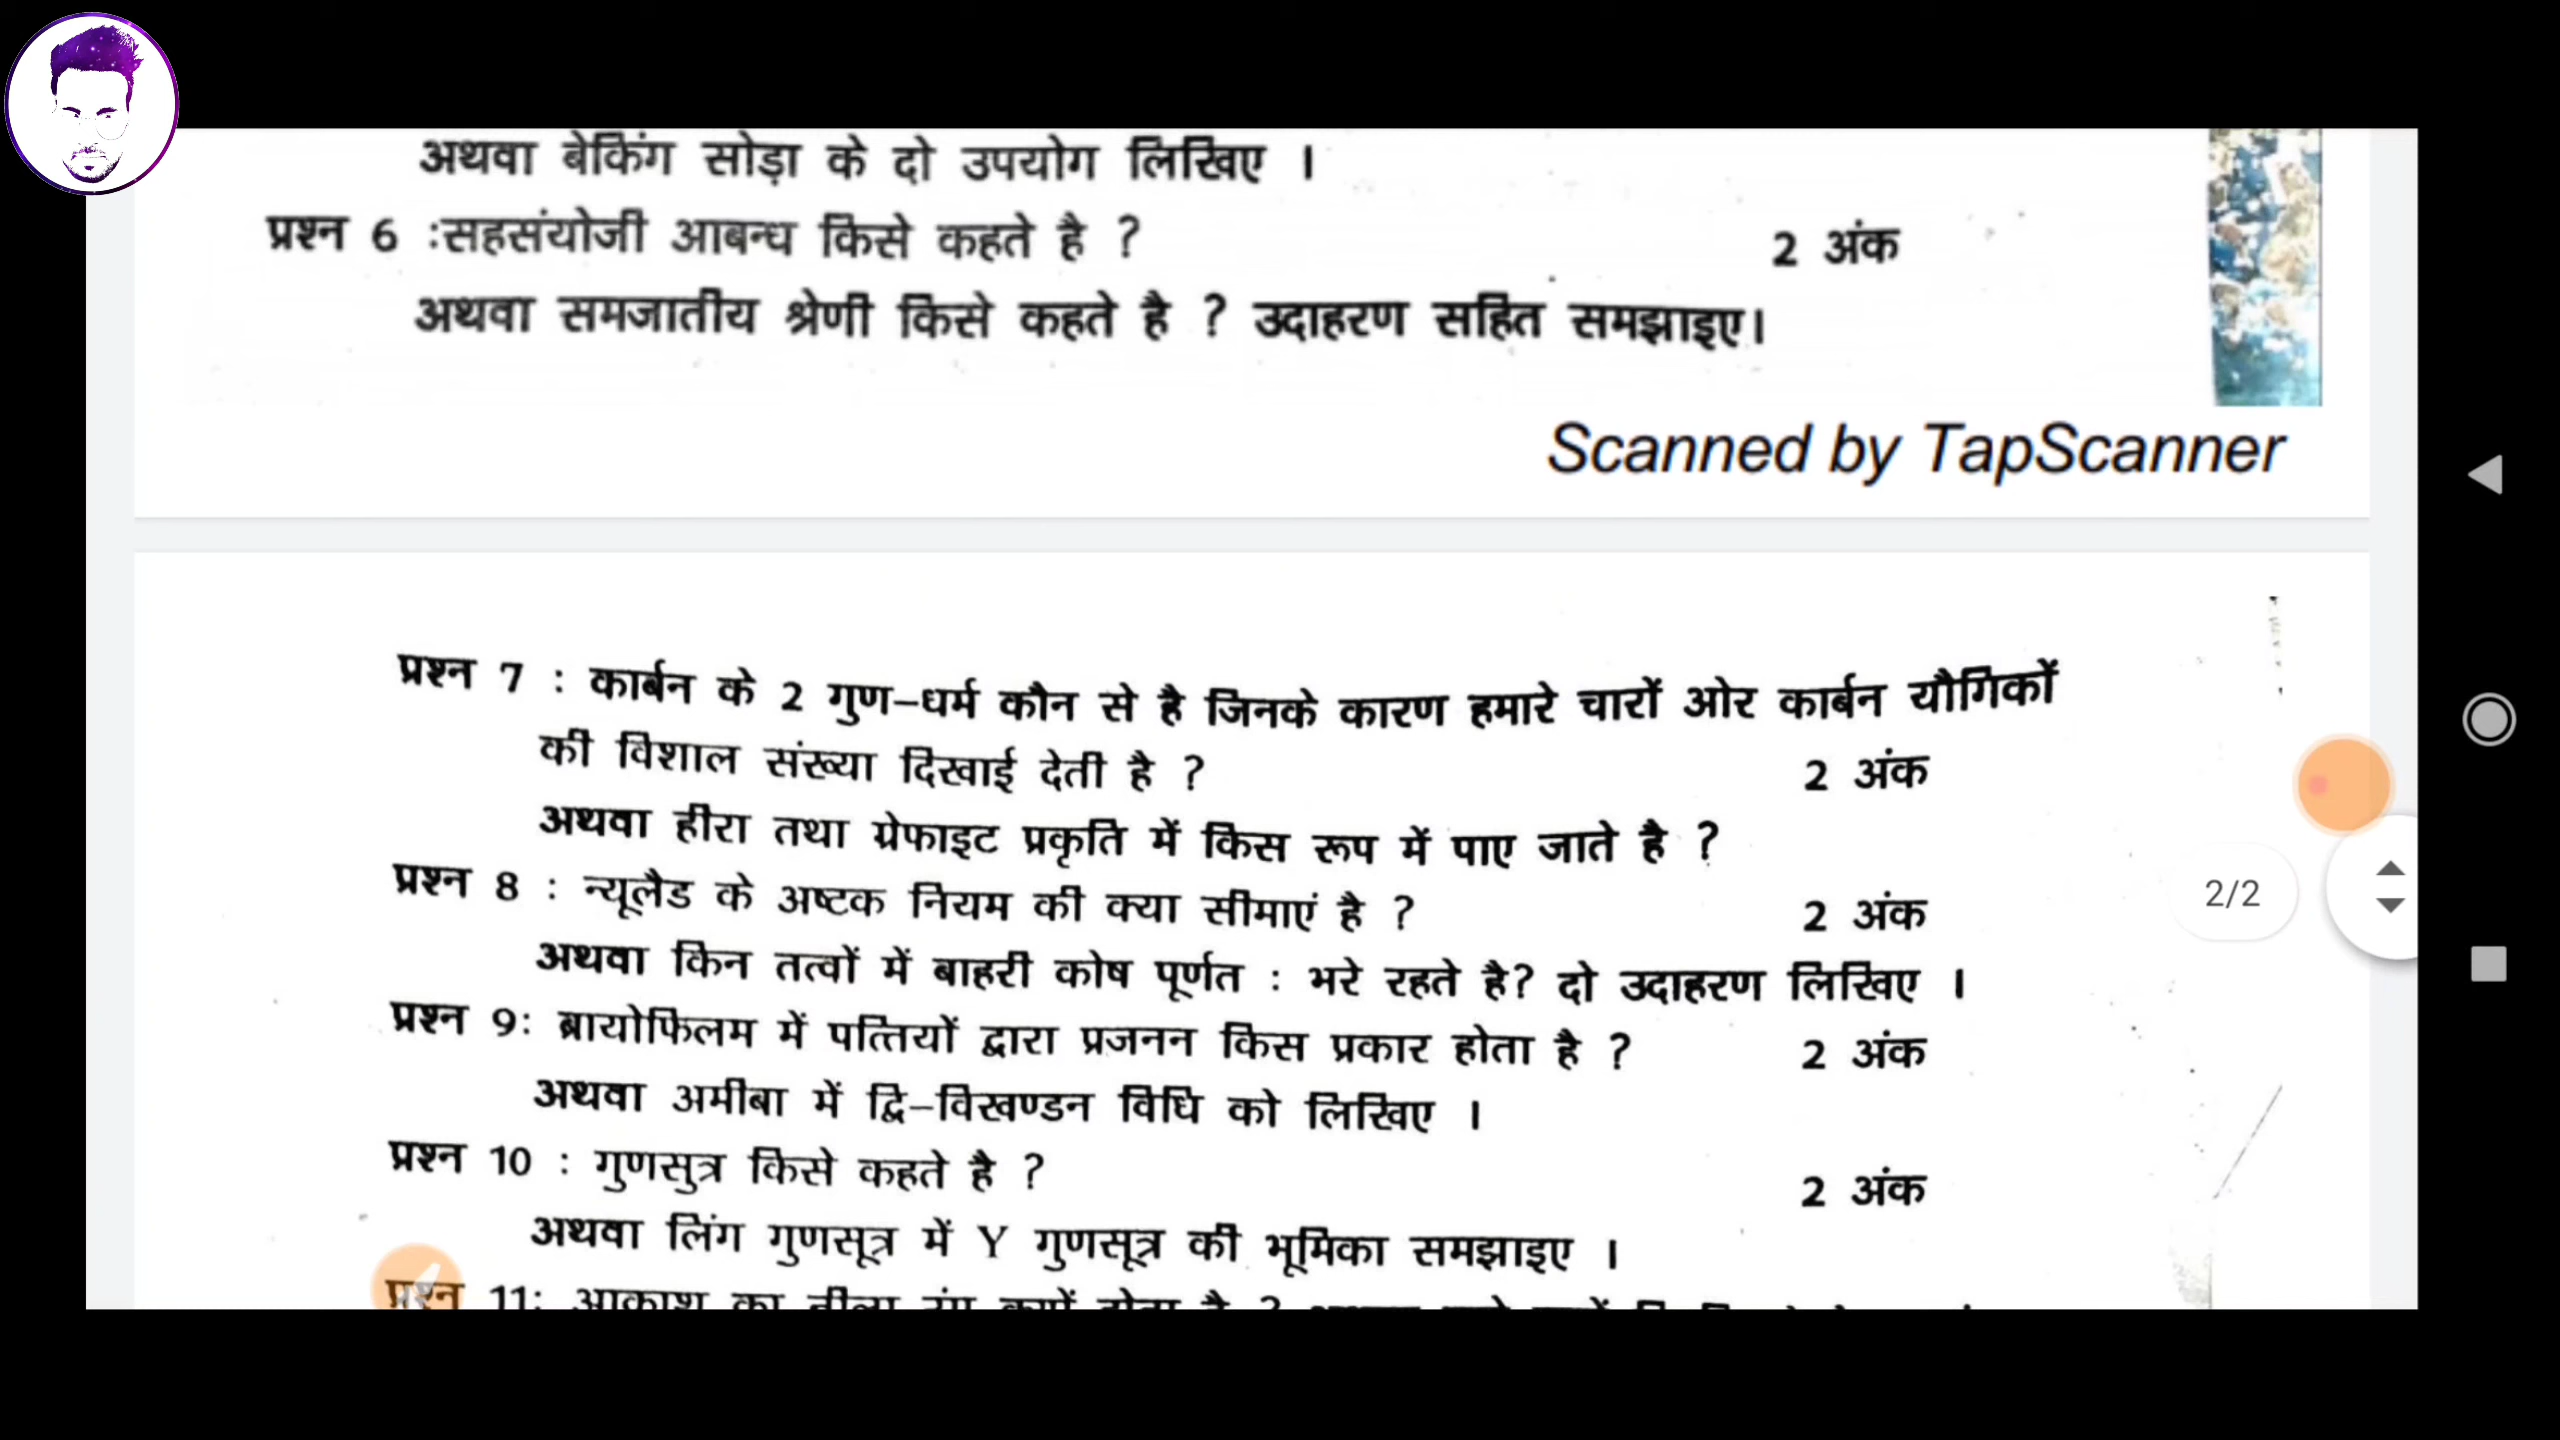 अथवा बेकिंग सोड़ा के दो उपयोग लिखिए ।
प्रश्न 6 :सहसंयोजी आबन्ध किसे कहते है ? 2 अंक
अथवा समजातीय श्रेणी किसे कहते है ? उदाहरण सहित समझाइए।
Scanned by TapScanner
प्रश्न 7 : कार्बन के 2 गुण-धर्म कौन से है जिनके कारण हमारे चारों ओर कार्बन यौगिकों
की विशाल संख्या दिखाई देती है ? 2 अंक
अथवा हीरा तथा ग्रेफाइट प्रकृति में किस रूप में पाए जाते है ?
प्रश्न 8 : न्यूलैड के अष्टक नियम की क्या सीमाएं है ? 2 अंक
अथवा किन तत्वों में बाहरी कोष पूर्णत : भरे रहते है? दो उदाहरण लिखिए ।
प्रश्न 9: ब्रायोफिलम में पत्तियों द्वारा प्रजनन किस प्रकार होता है ? 2 अंक
अथवा अमीबा में द्वि-विखण्डन विधि को लिखिए ।
प्रश्न 10 : गुणसुत्र किसे कहते है ? 2 अंक
अथवा लिंग गुणसूत्र में Y गुणसूत्र की भूमिका समझाइए ।
प्रश्न 11: आकाश का नीला रंग क्यों होता है ?
2/2